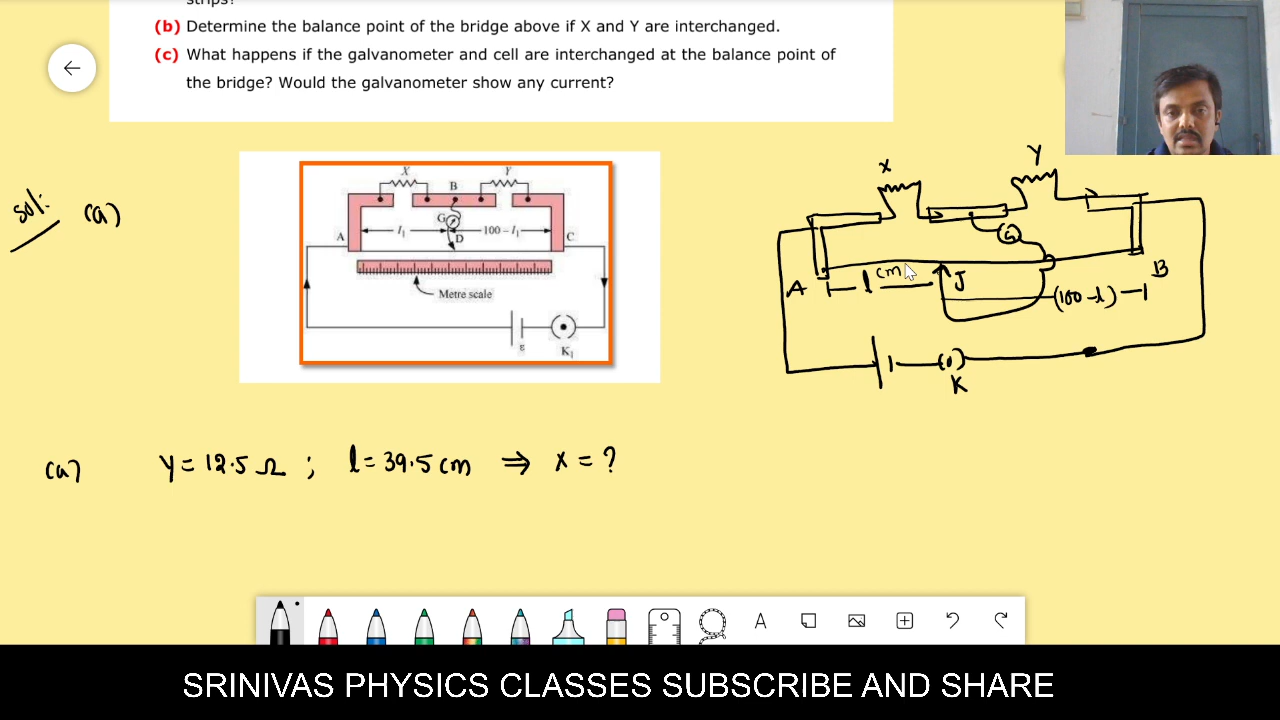 strips?
(b) Determine the balance point of the bridge above if X and Y are interchanged.
(c) What happens if the galvanometer and cell are interchanged at the balance point of
the bridge? Would the galvanometer show any current?
Sol:
(a)
X
Y
B
G
A
l₁
D
100 – l₁
C
Metre scale
ε
K₁
X
Y
G
A
l cm
J
(100-l)
B
K
(a) Y = 12.5 Ω ; l = 39.5 cm ⇒ X = ?
A
SRINIVAS PHYSICS CLASSES SUBSCRIBE AND SHARE